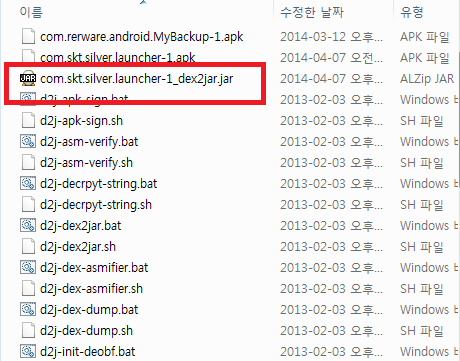 이름 수정한 날짜 유형
com.rerware.android.MyBackup-1.apk 2014-03-12 오후... APK 파일
com.skt.silver.launcher-1.apk 2014-04-07 오전... APK 파일
com.skt.silver.launcher-1_dex2jar.jar 2014-04-07 오후... ALZip JAR
d2j-apk-sign.bat 2013-02-03 오후... Windows
d2j-apk-sign.sh 2013-02-03 오후... SH 파일
d2j-asm-verify.bat 2013-02-03 오후... Windows
d2j-asm-verify.sh 2013-02-03 오후... SH 파일
d2j-decrpyt-string.bat 2013-02-03 오후... Windows
d2j-decrpyt-string.sh 2013-02-03 오후... SH 파일
d2j-dex2jar.bat 2013-02-03 오후... Windows
d2j-dex2jar.sh 2013-02-03 오후... SH 파일
d2j-dex-asmifier.bat 2013-02-03 오후... Windows
d2j-dex-asmifier.sh 2013-02-03 오후... SH 파일
d2j-dex-dump.bat 2013-02-03 오후... Windows
d2j-dex-dump.sh 2013-02-03 오후... SH 파일
d2j-init-deobf.bat 2013-02-03 오후... Windows